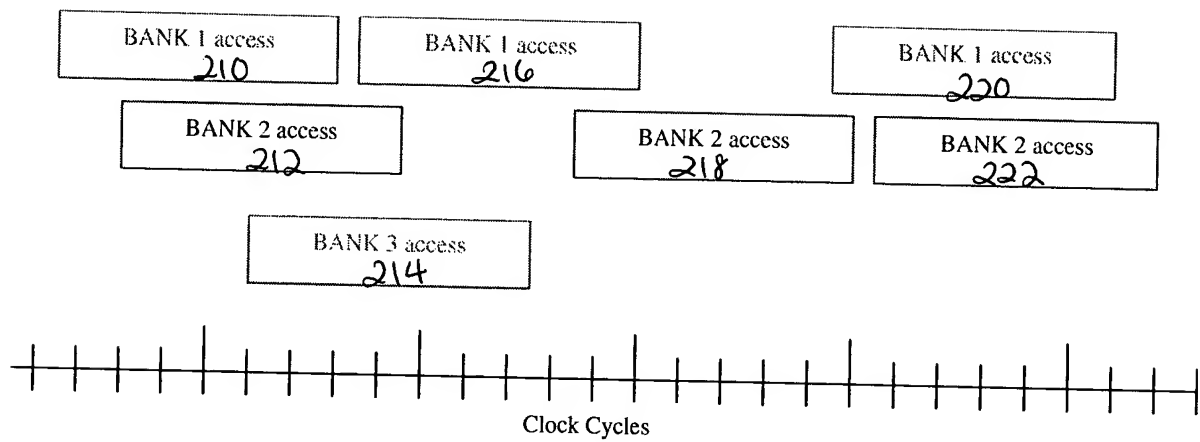 BANK 1 access
210
BANK 1 access
216
BANK 1 access
220
BANK 2 access
212
BANK 2 access
218
BANK 2 access
222
BANK 3 access
214
Clock Cycles